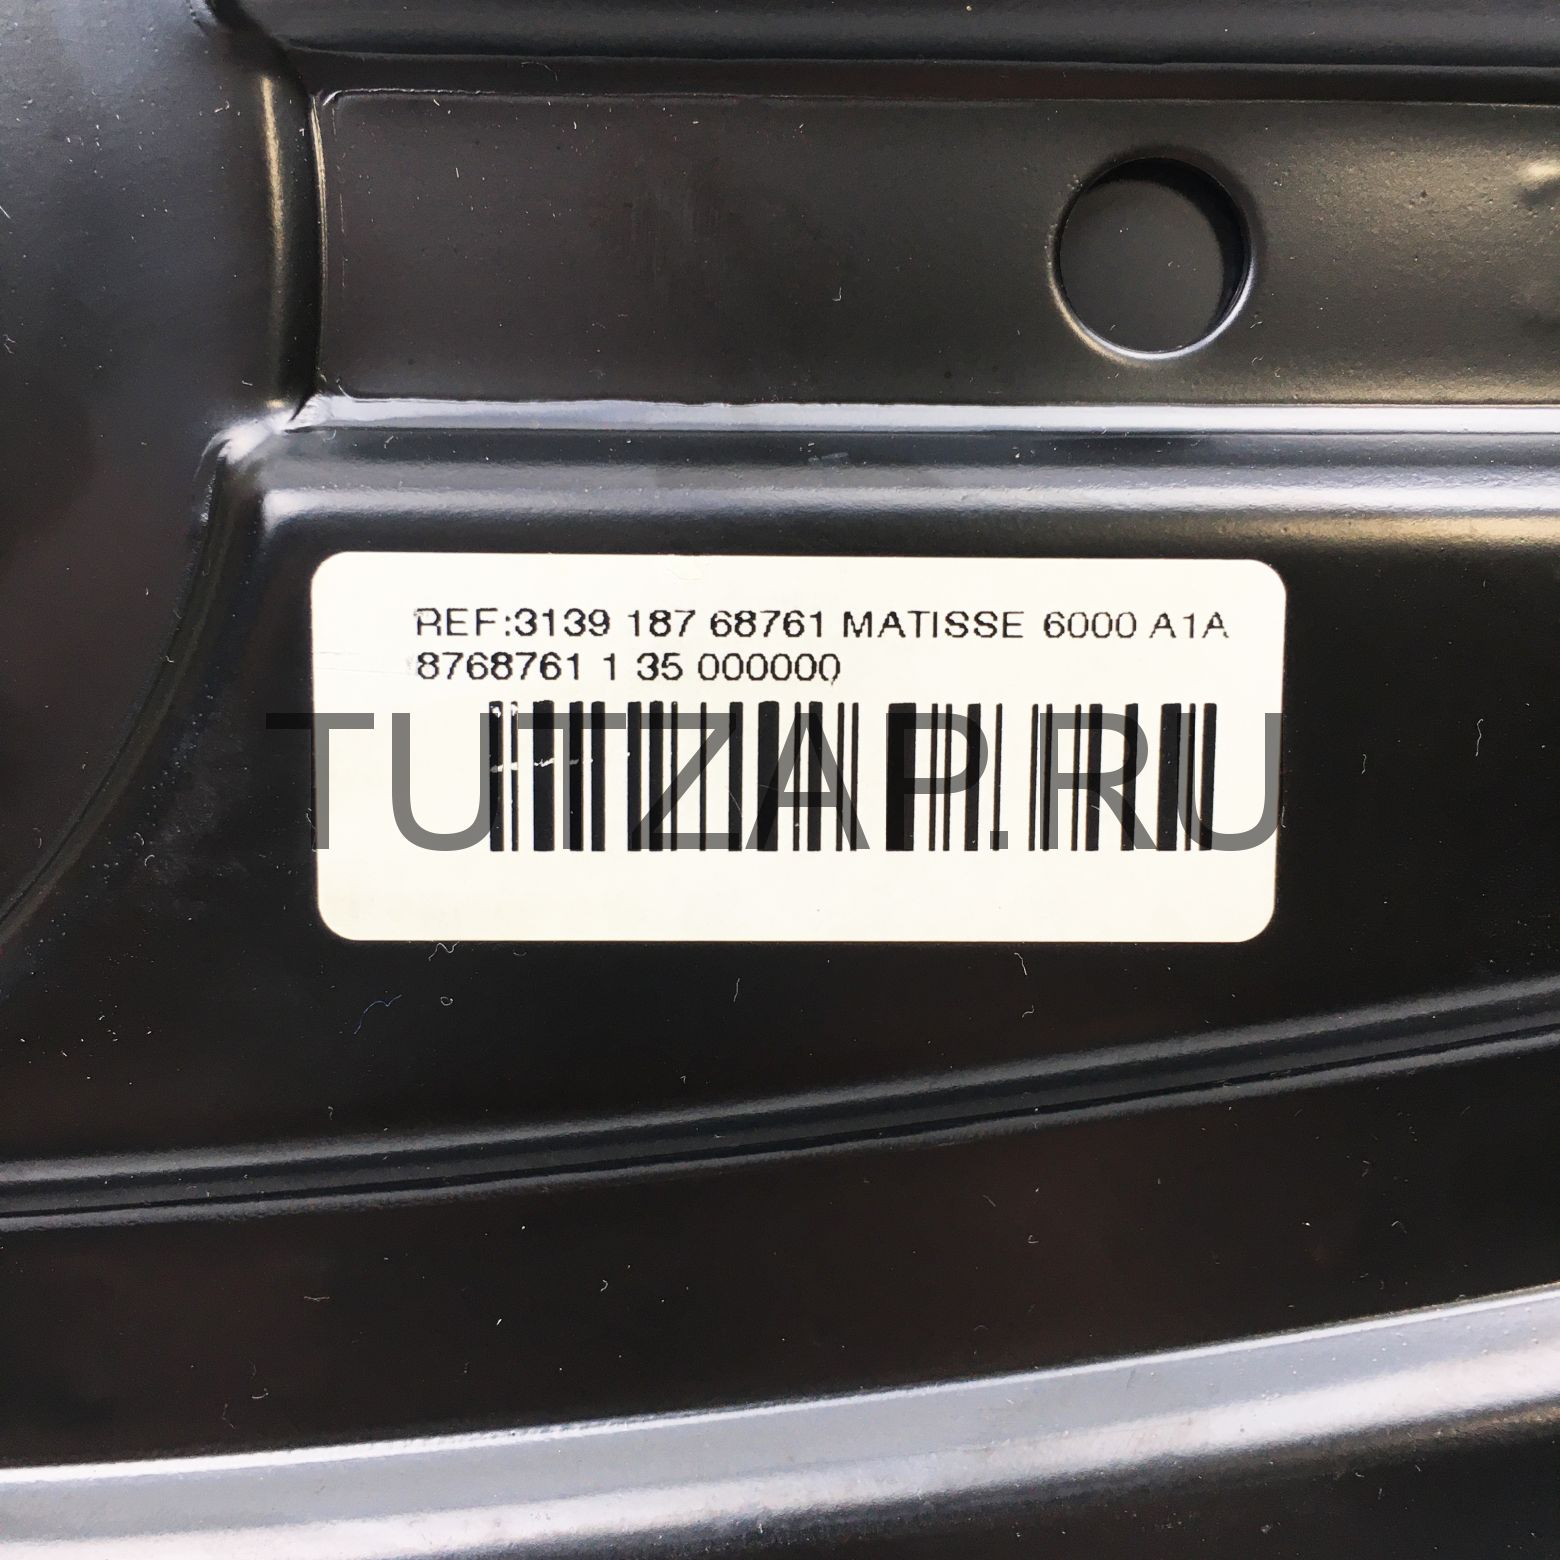 REF:3139 187 68761 MATISSE 6000 A1A
8768761 1 35 000000
TUTZAP.RU